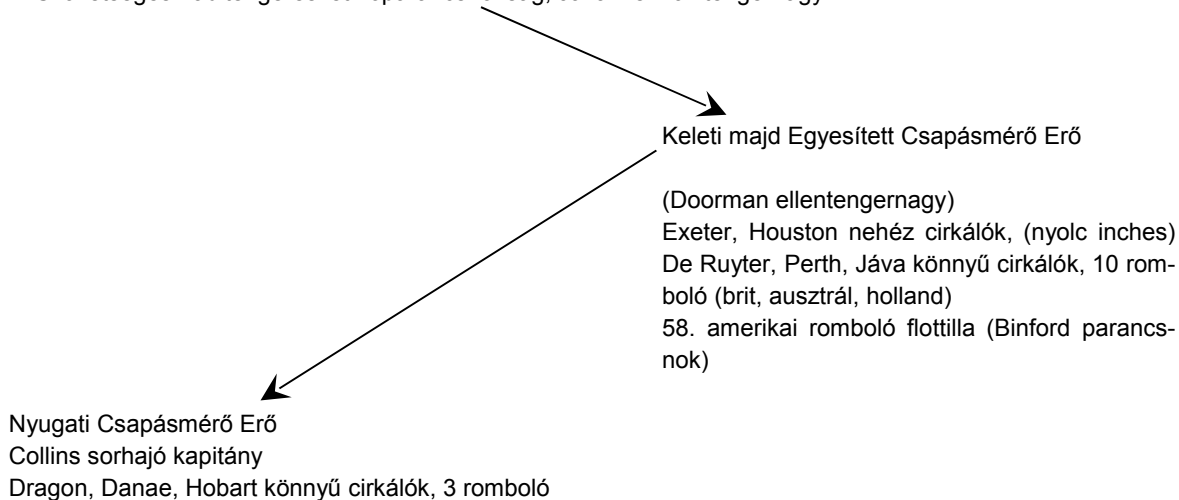 Keleti majd Egyesített Csapásmérő Erő
(Doorman ellentengernagy)
Exeter, Houston nehéz cirkálók, (nyolc inches)
De Ruyter, Perth, Jáva könnyű cirkálók, 10 rom-
boló (brit, ausztrál, holland)
58. amerikai romboló flottilla (Binford parancs-
nok)
Nyugati Csapásmérő Erő
Collins sorhajó kapitány
Dragon, Danae, Hobart könnyű cirkálók, 3 romboló